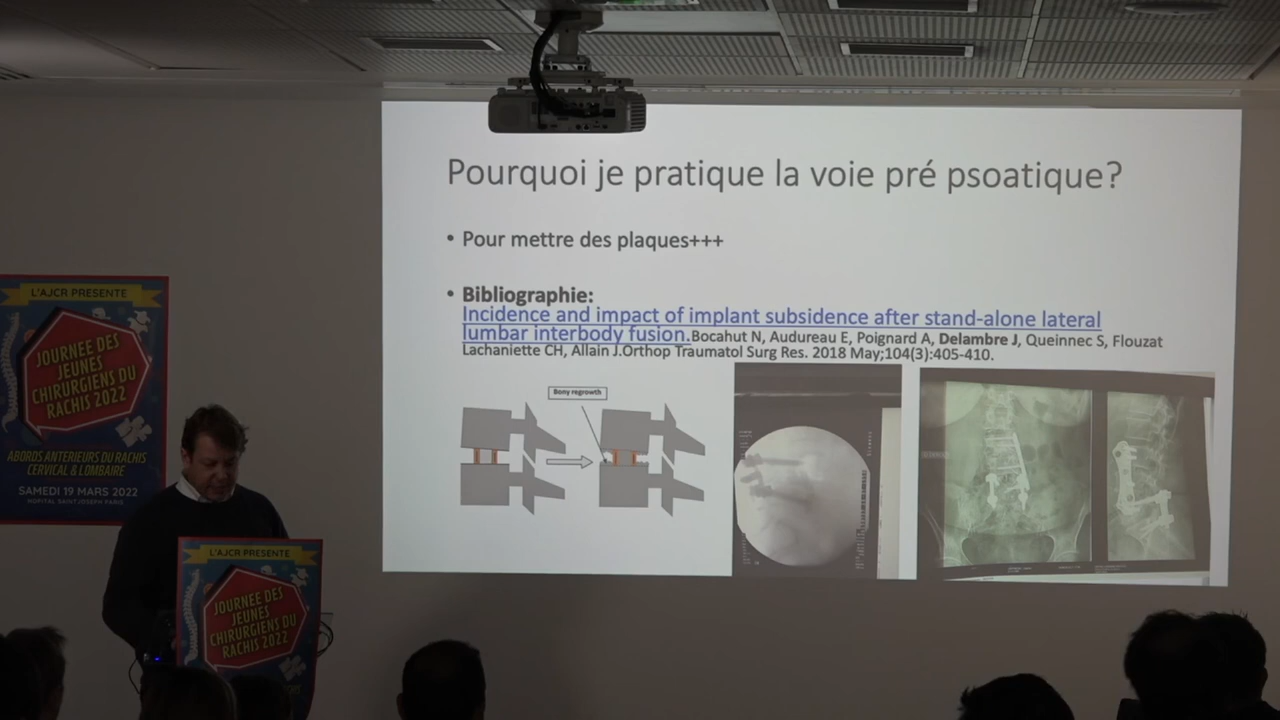 Pourquoi je pratique la voie pré psoatique?
• Pour mettre des plaques+++
• Bibliographie:
Incidence and impact of implant subsidence after stand-alone lateral
lumbar interbody fusion.Bocahut N, Audureau E, Poignard A, Delambre J, Queinnec S, Flouzat
Lachaniette CH, Allain J.Orthop Traumatol Surg Res. 2018 May;104(3):405-410.
Bony regrowth
L'AJCR PRESENTE
JOURNEE DES
JEUNES
CHIRURGIENS DU
RACHIS 2022
ABORDS ANTERIEURS DU RACHIS
CERVICAL & LOMBAIRE
SAMEDI 19 MARS 2022
HOPITAL SAINT JOSEPH PARIS
L'AJCR PRESENTE
JOURNEE DES
JEUNES
CHIRURGIENS DU
RACHIS 2022